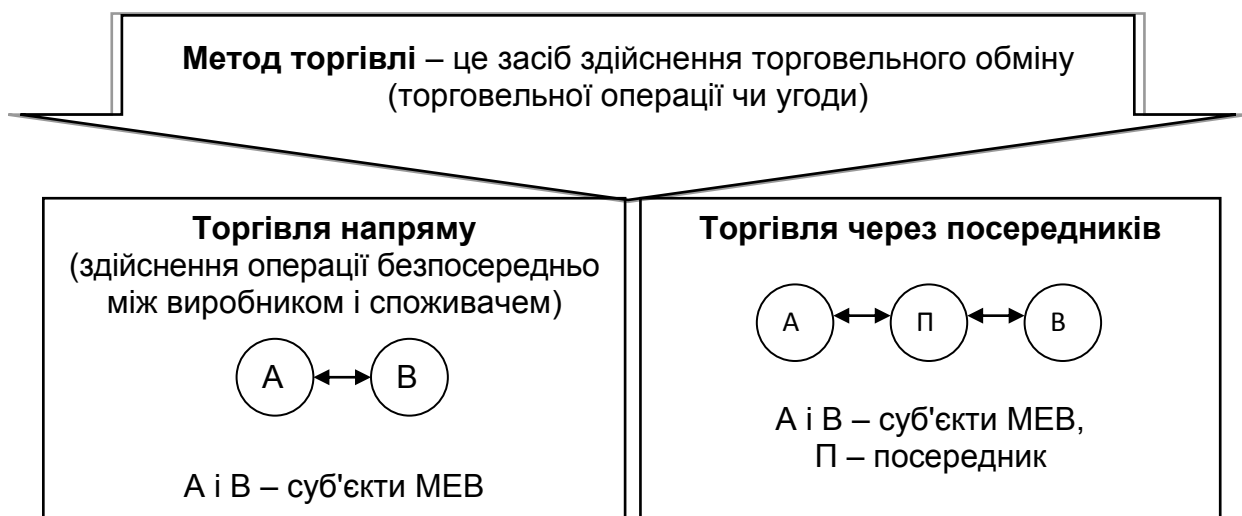 Метод торгівлі – це засіб здійснення торговельного обміну
(торговельної операції чи угоди)
Торгівля напряму
(здійснення операції безпосередньо
між виробником і споживачем)
А
В
А і В – суб'єкти МЕВ
Торгівля через посередників
А
П
В
А і В – суб'єкти МЕВ,
П – посередник